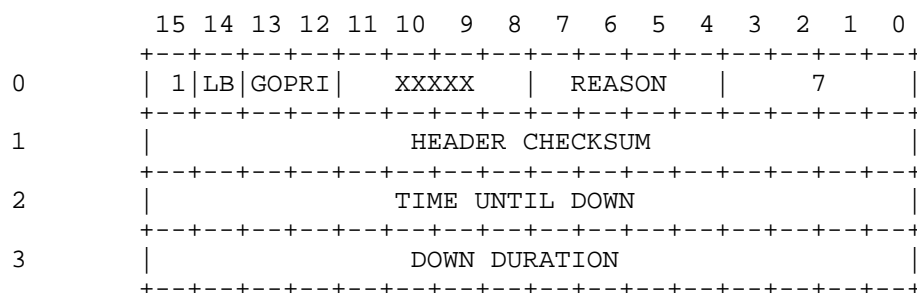 15 14 13 12 11 10 9 8 7 6 5 4 3 2 1 0
+--+--+--+--+--+--+--+--+--+--+--+--+--+--+--+--+
0 | 1|LB|GOPRI| XXXXX | REASON | 7 |
+--+--+--+--+--+--+--+--+--+--+--+--+--+--+--+--+
1 | HEADER CHECKSUM |
+--+--+--+--+--+--+--+--+--+--+--+--+--+--+--+--+
2 | TIME UNTIL DOWN |
+--+--+--+--+--+--+--+--+--+--+--+--+--+--+--+--+
3 | DOWN DURATION |
+--+--+--+--+--+--+--+--+--+--+--+--+--+--+--+--+